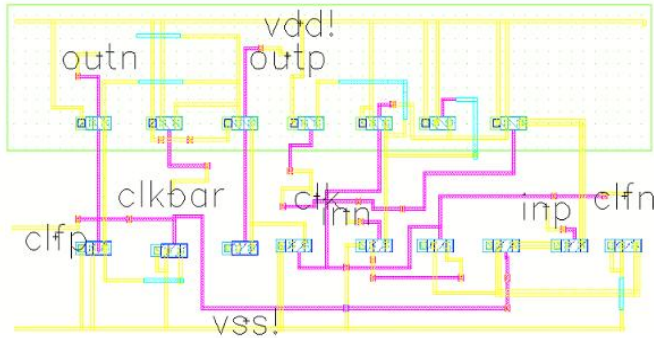 vdd!
outn
outp
clkbar
clk
inn
inp
clfn
clfp
vss!